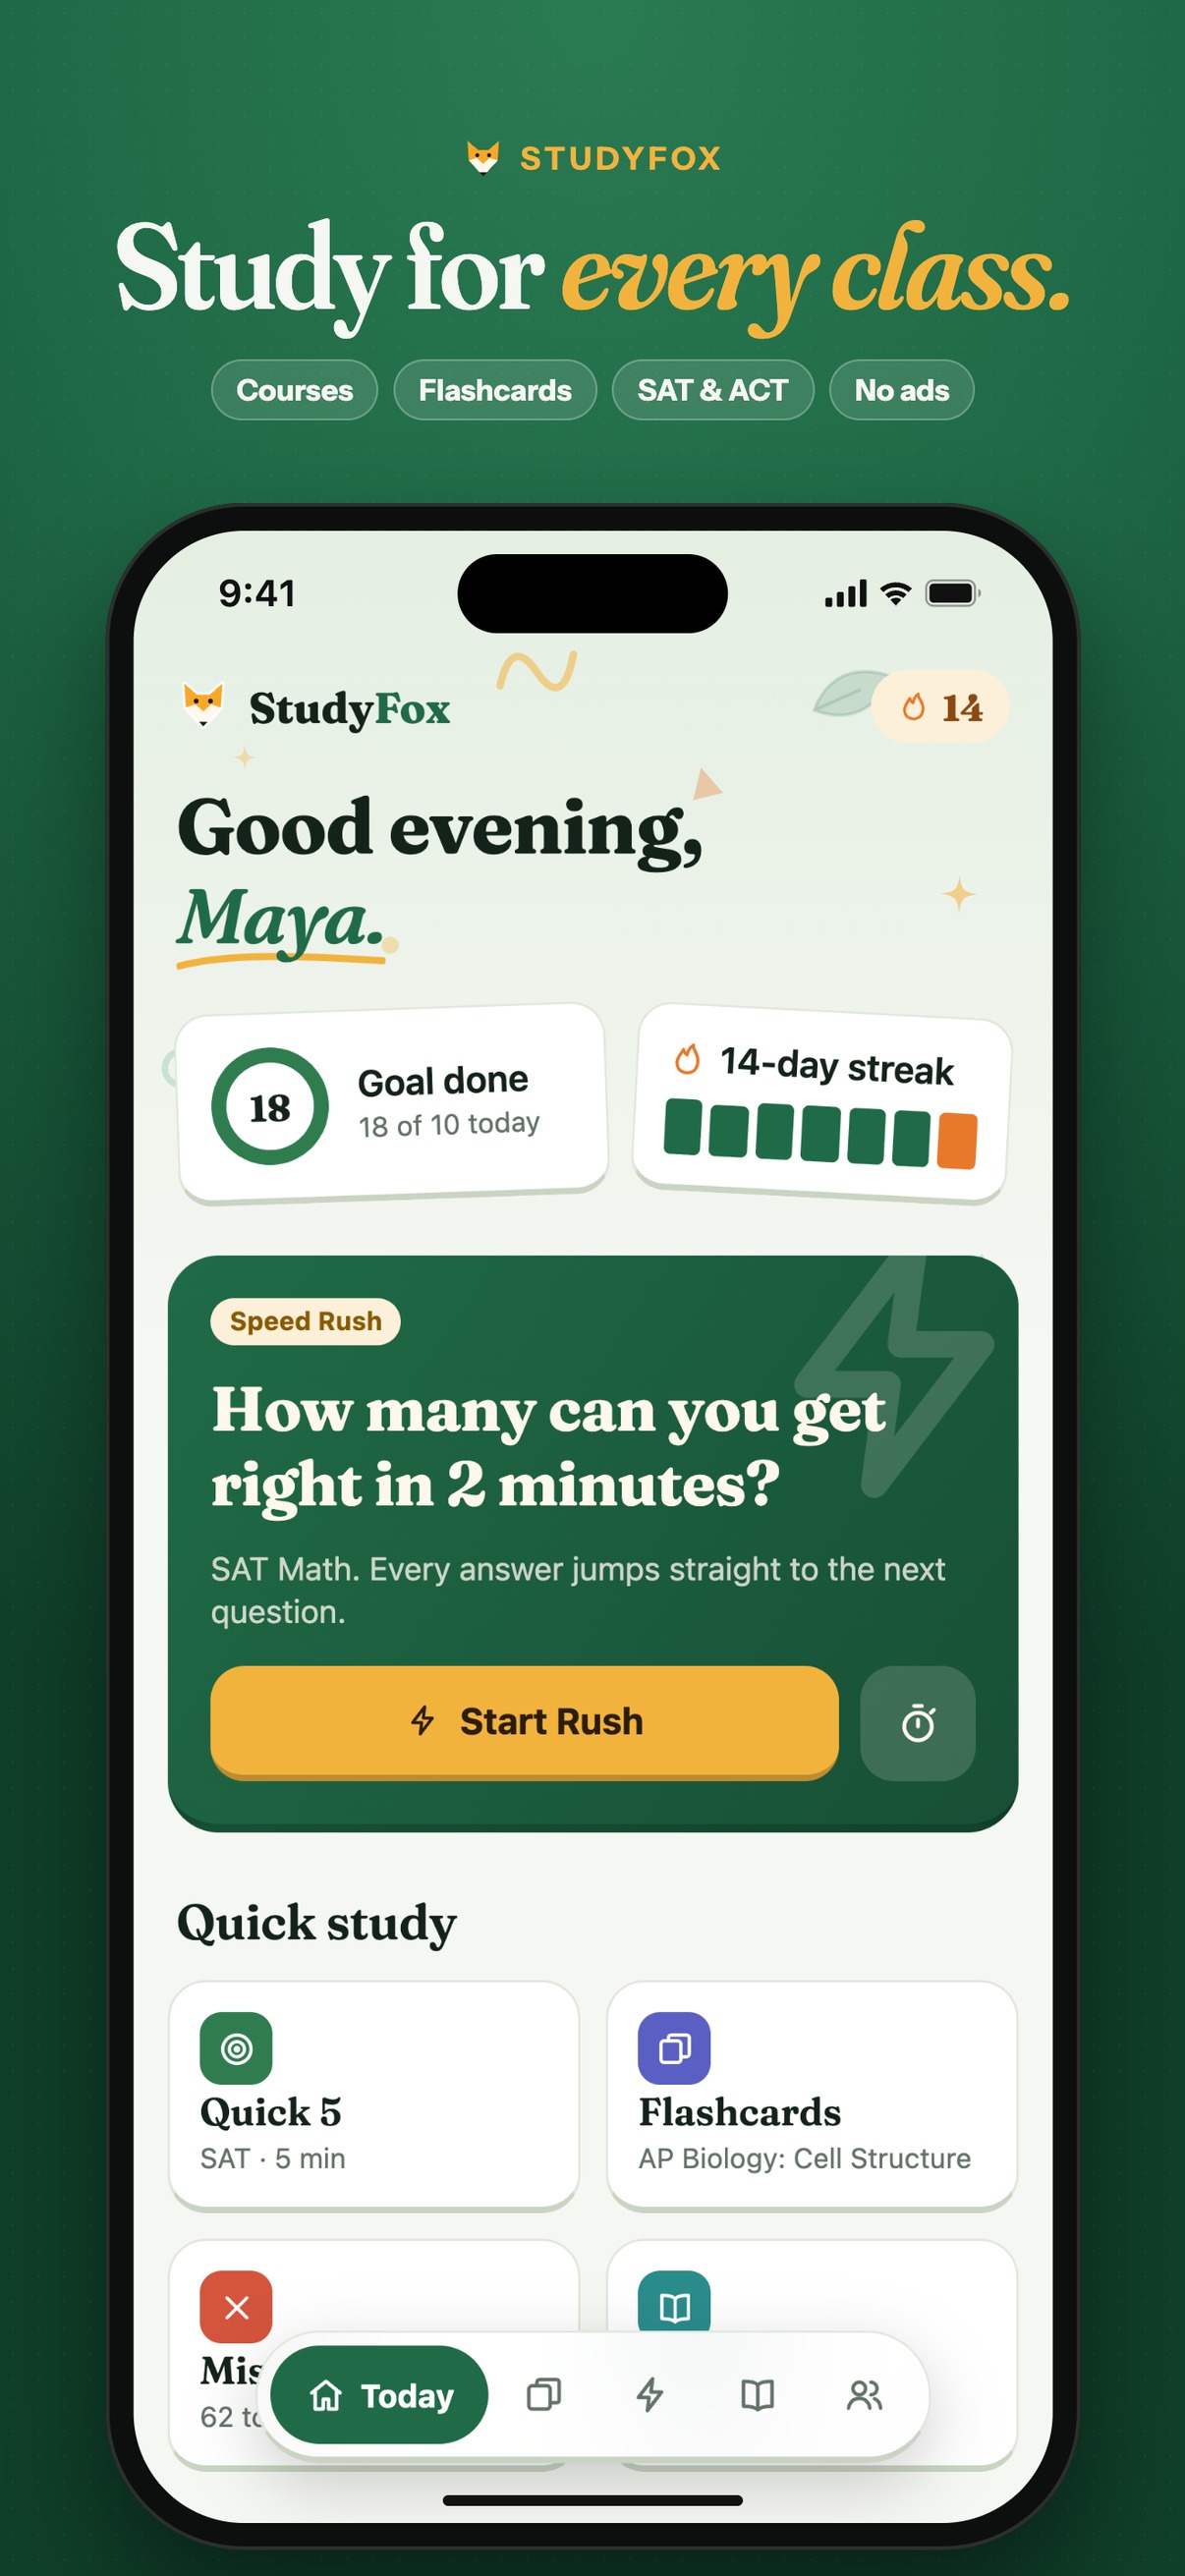 STUDYFOX
Study for every class.
Courses
Flashcards
SAT & ACT
No ads
9:41
StudyFox
14
Good evening,
Maya.
18
Goal done
18 of 10 today
14-day streak
Speed Rush
How many can you get
right in 2 minutes?
SAT Math. Every answer jumps straight to the next
question.
Start Rush
Quick study
Quick 5
SAT · 5 min
Flashcards
AP Biology: Cell Structure
62
Today